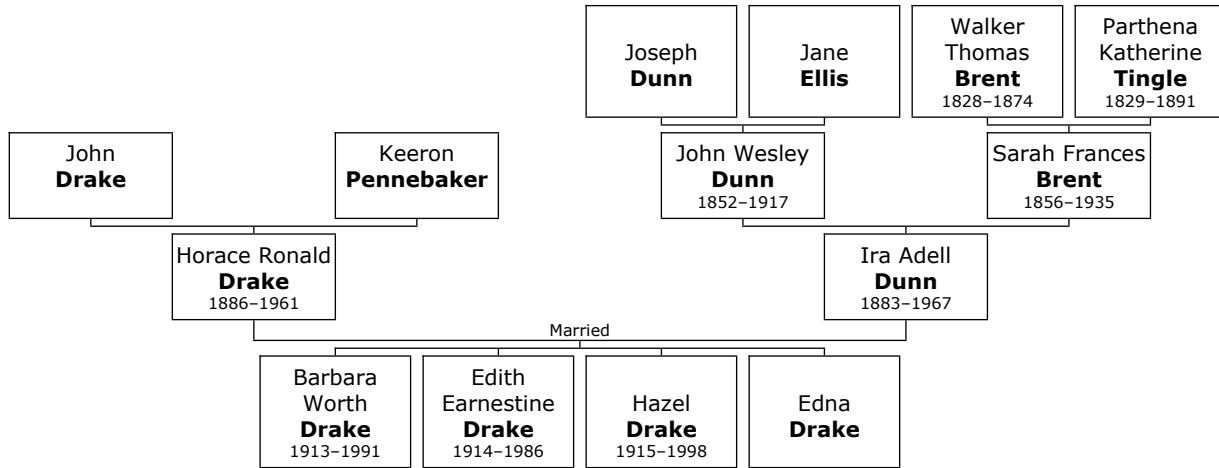 Joseph
Dunn
Jane
Ellis
Walker
Thomas
Brent
1828–1874
Parthena
Katherine
Tingle
1829–1891
John
Drake
Keeron
Pennebaker
John Wesley
Dunn
1852–1917
Sarah Frances
Brent
1856–1935
Horace Ronald
Drake
1886–1961
Ira Adell
Dunn
1883–1967
Married
Barbara
Worth
Drake
1913–1991
Edith
Earnestine
Drake
1914–1986
Hazel
Drake
1915–1998
Edna
Drake